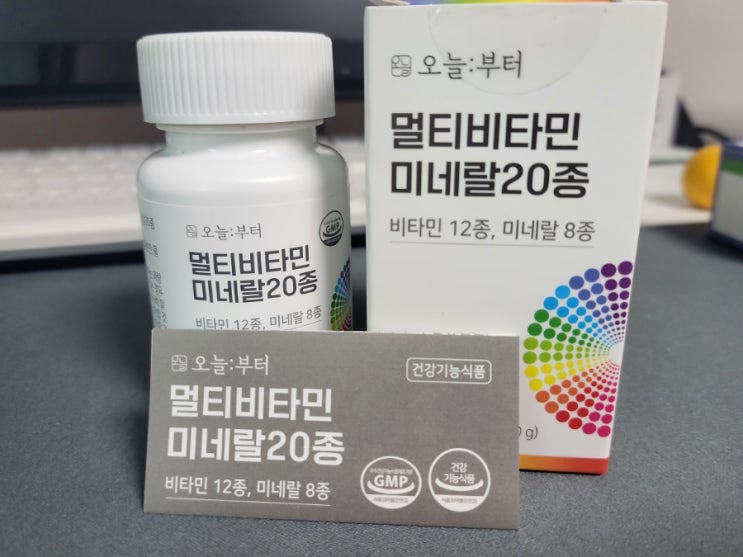 오늘:부터
멀티비타민
미네랄20종
비타민 12종, 미네랄 8종
g)
오늘:부터
GMP
멀티비타민
미네랄20종
비타민 12종, 미네랄 8종
오늘:부터
건강기능식품
멀티비타민
미네랄20종
비타민 12종, 미네랄 8종
GMP
건강
기능식품